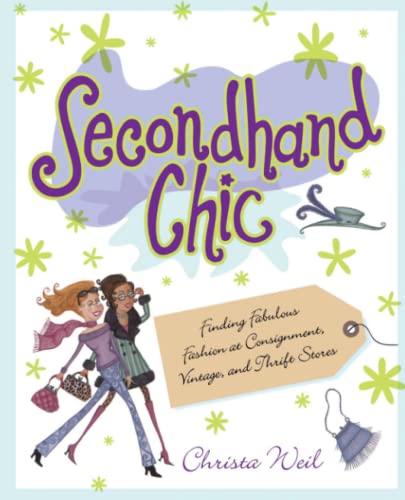 Secondhand
Chic
Finding Fabulous
Fashion at Consignment,
Vintage, and Thrift Stores
Christa Weil